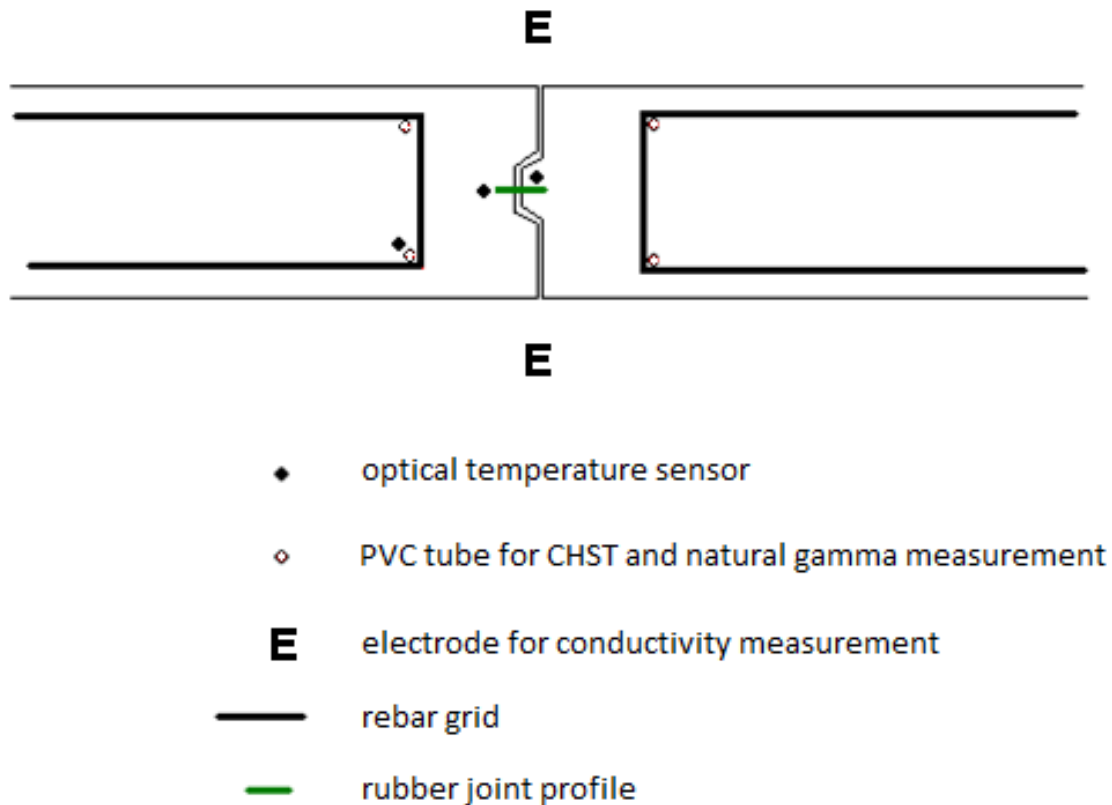 E
E
optical temperature sensor
PVC tube for CHST and natural gamma measurement
E electrode for conductivity measurement
rebar grid
rubber joint profile